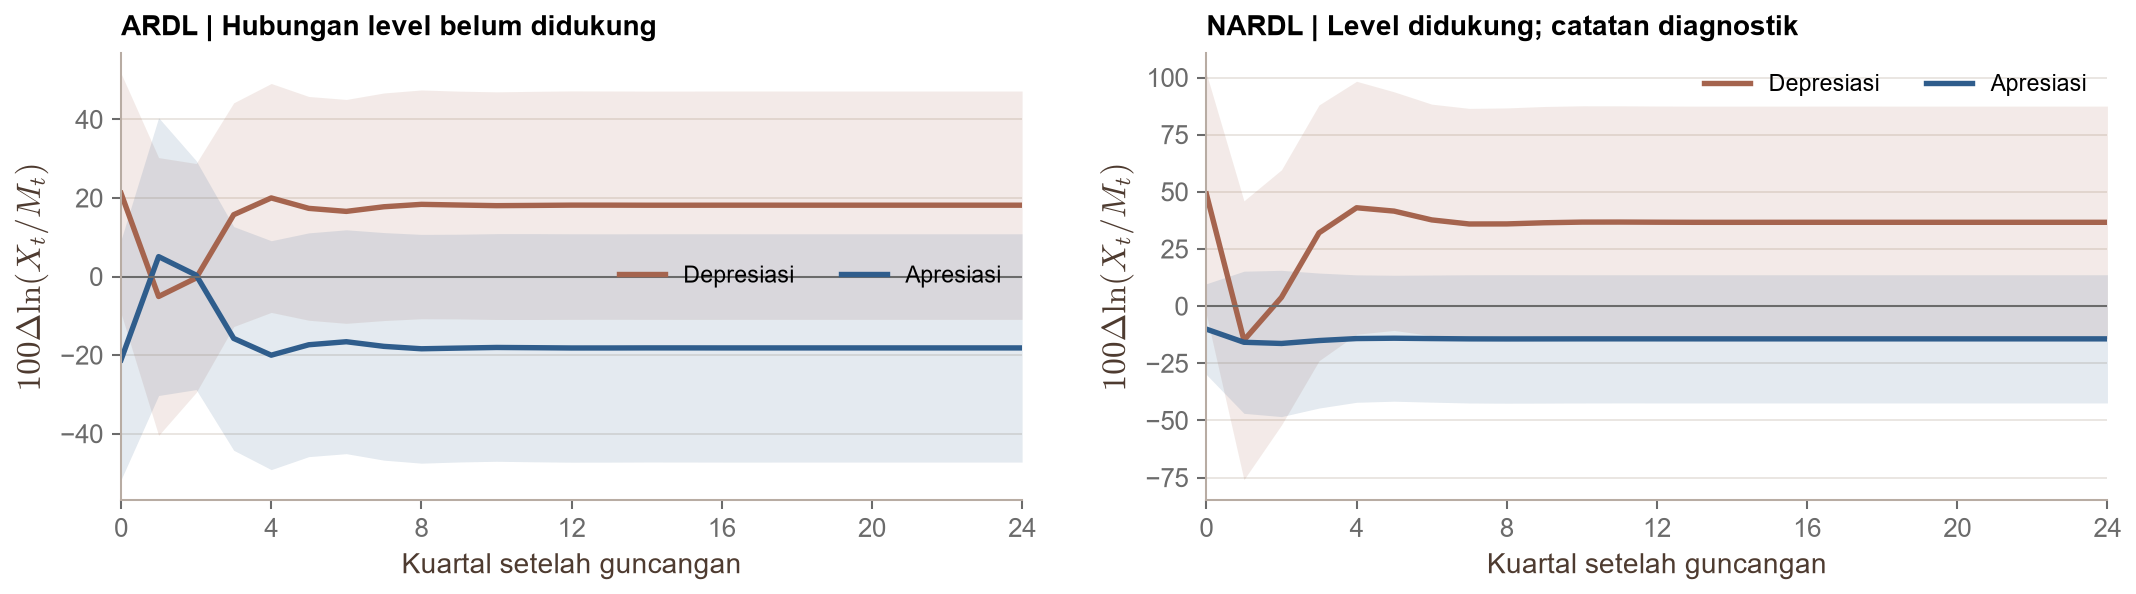 ARDL | Hubungan level belum didukung
100Δln(X_t/M_t)
40
20
0
−20
−40
Depresiasi
Apresiasi
0 4 8 12 16 20 24
Kuartal setelah guncangan
NARDL | Level didukung; catatan diagnostik
100Δln(X_t/M_t)
100
75
50
25
0
−25
−50
−75
Depresiasi
Apresiasi
0 4 8 12 16 20 24
Kuartal setelah guncangan